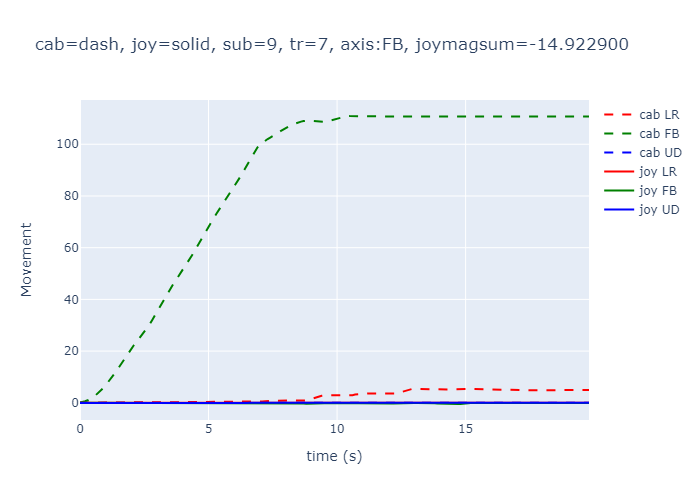 cab=dash, joy=solid, sub=9, tr=7, axis:FB, joymagsum=-14.922900
cab LR
cab FB
cab UD
joy LR
joy FB
joy UD
100
80
60
40
20
0
Movement
0 5 10 15
time (s)